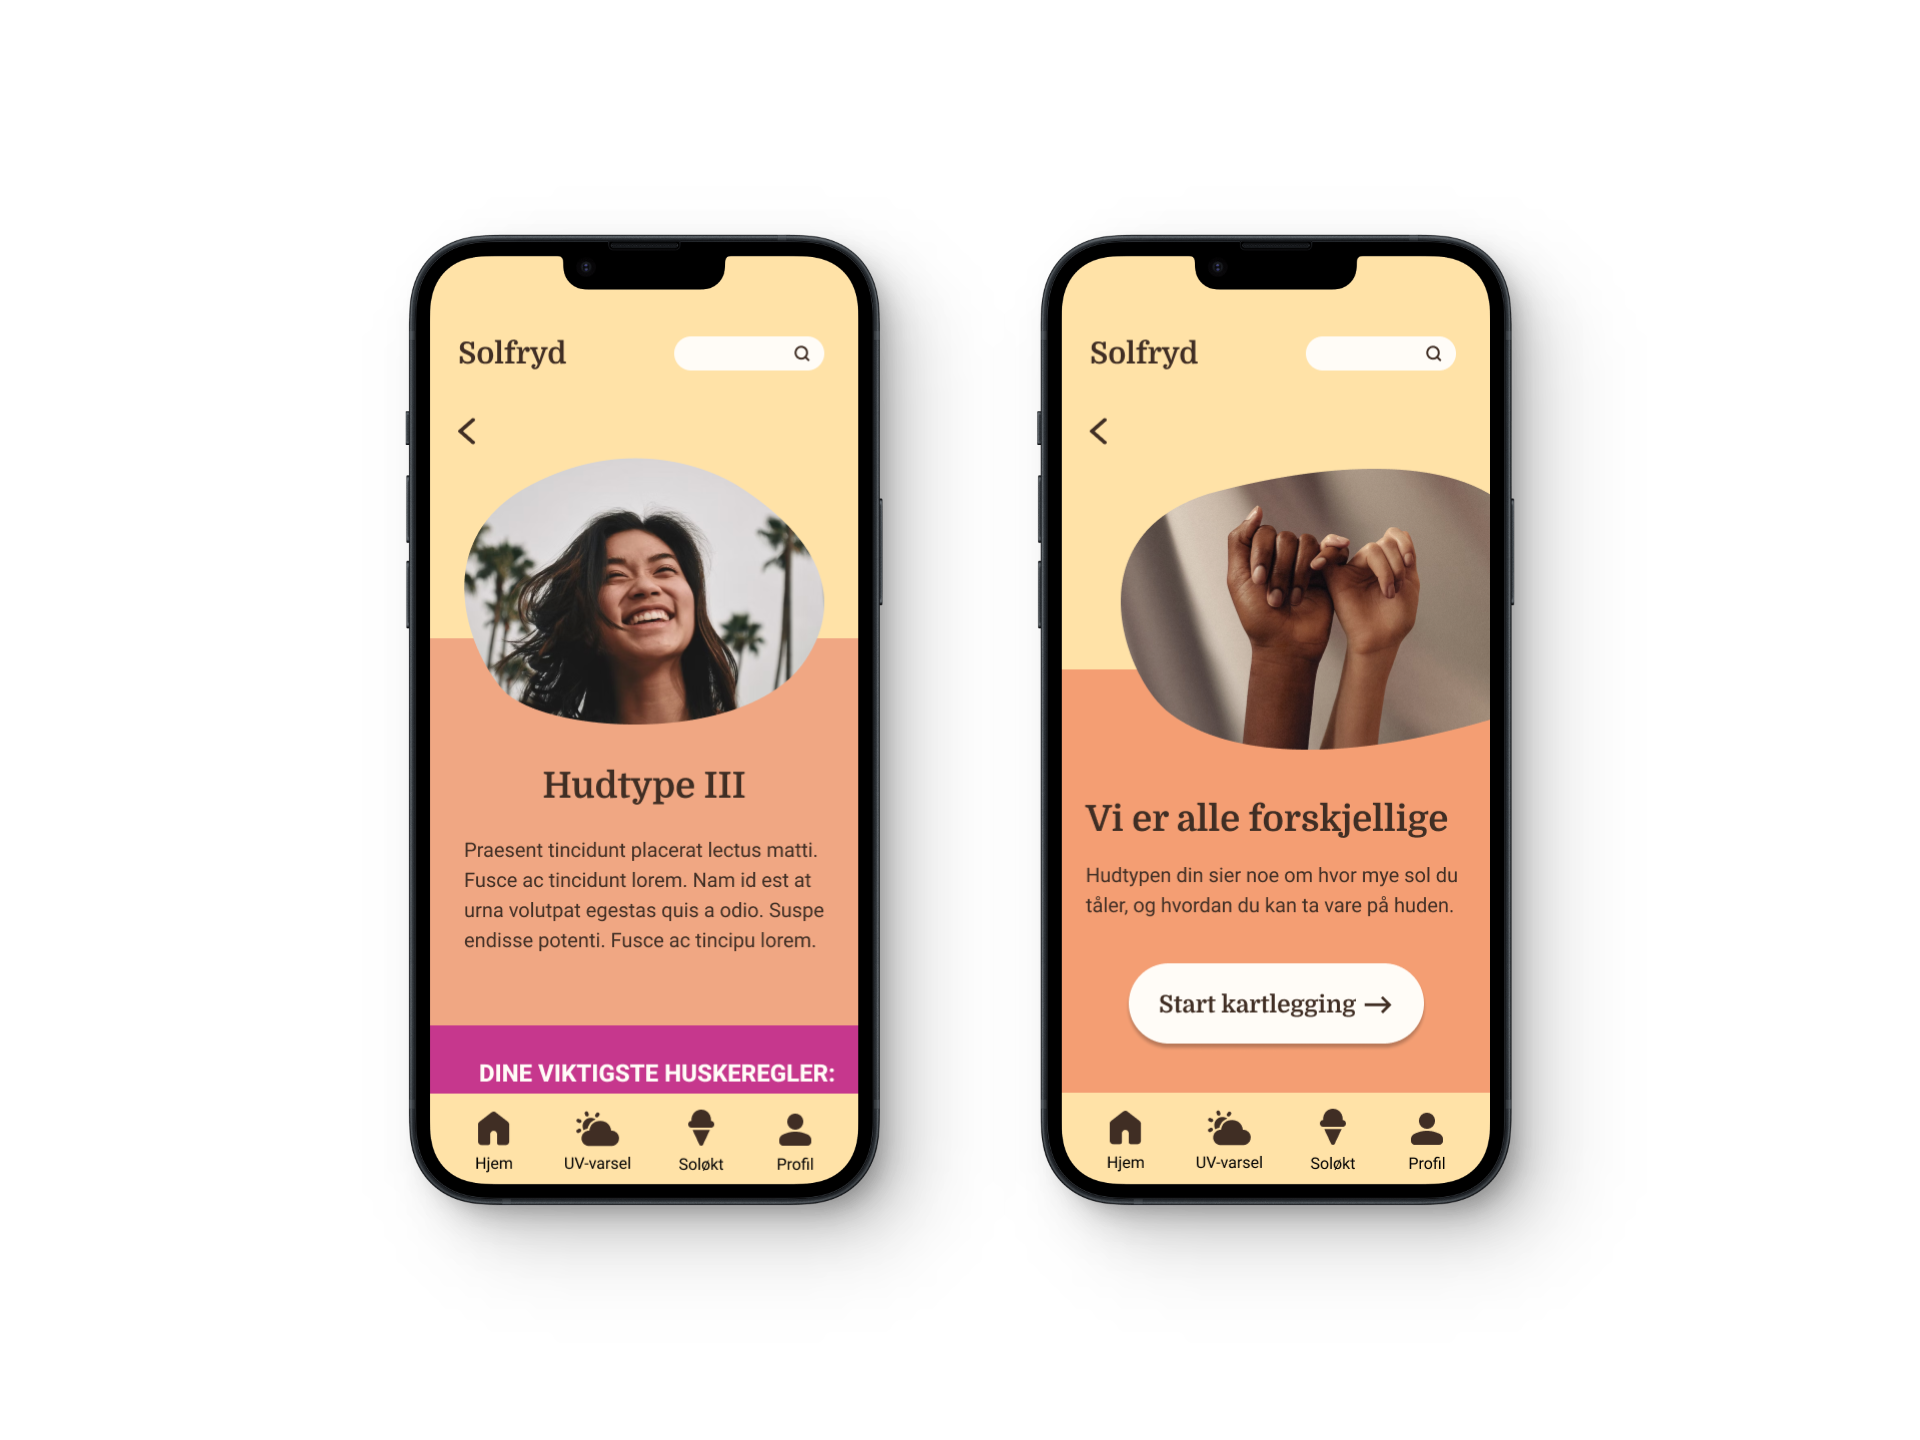 Solfryd
Hudtype III
Praesent tincidunt placerat lectus matti.
Fusce ac tincidunt lorem. Nam id est at
urna volutpat egestas quis a odio. Suspe
endisse potenti. Fusce ac tincipu lorem.
DINE VIKTIGSTE HUSKEREGLER:
Hjem UV-varsel Soløkt Profil
Solfryd
Vi er alle forskjellige
Hudtypen din sier noe om hvor mye sol du
tåler, og hvordan du kan ta vare på huden.
Start kartlegging →
Hjem UV-varsel Soløkt Profil